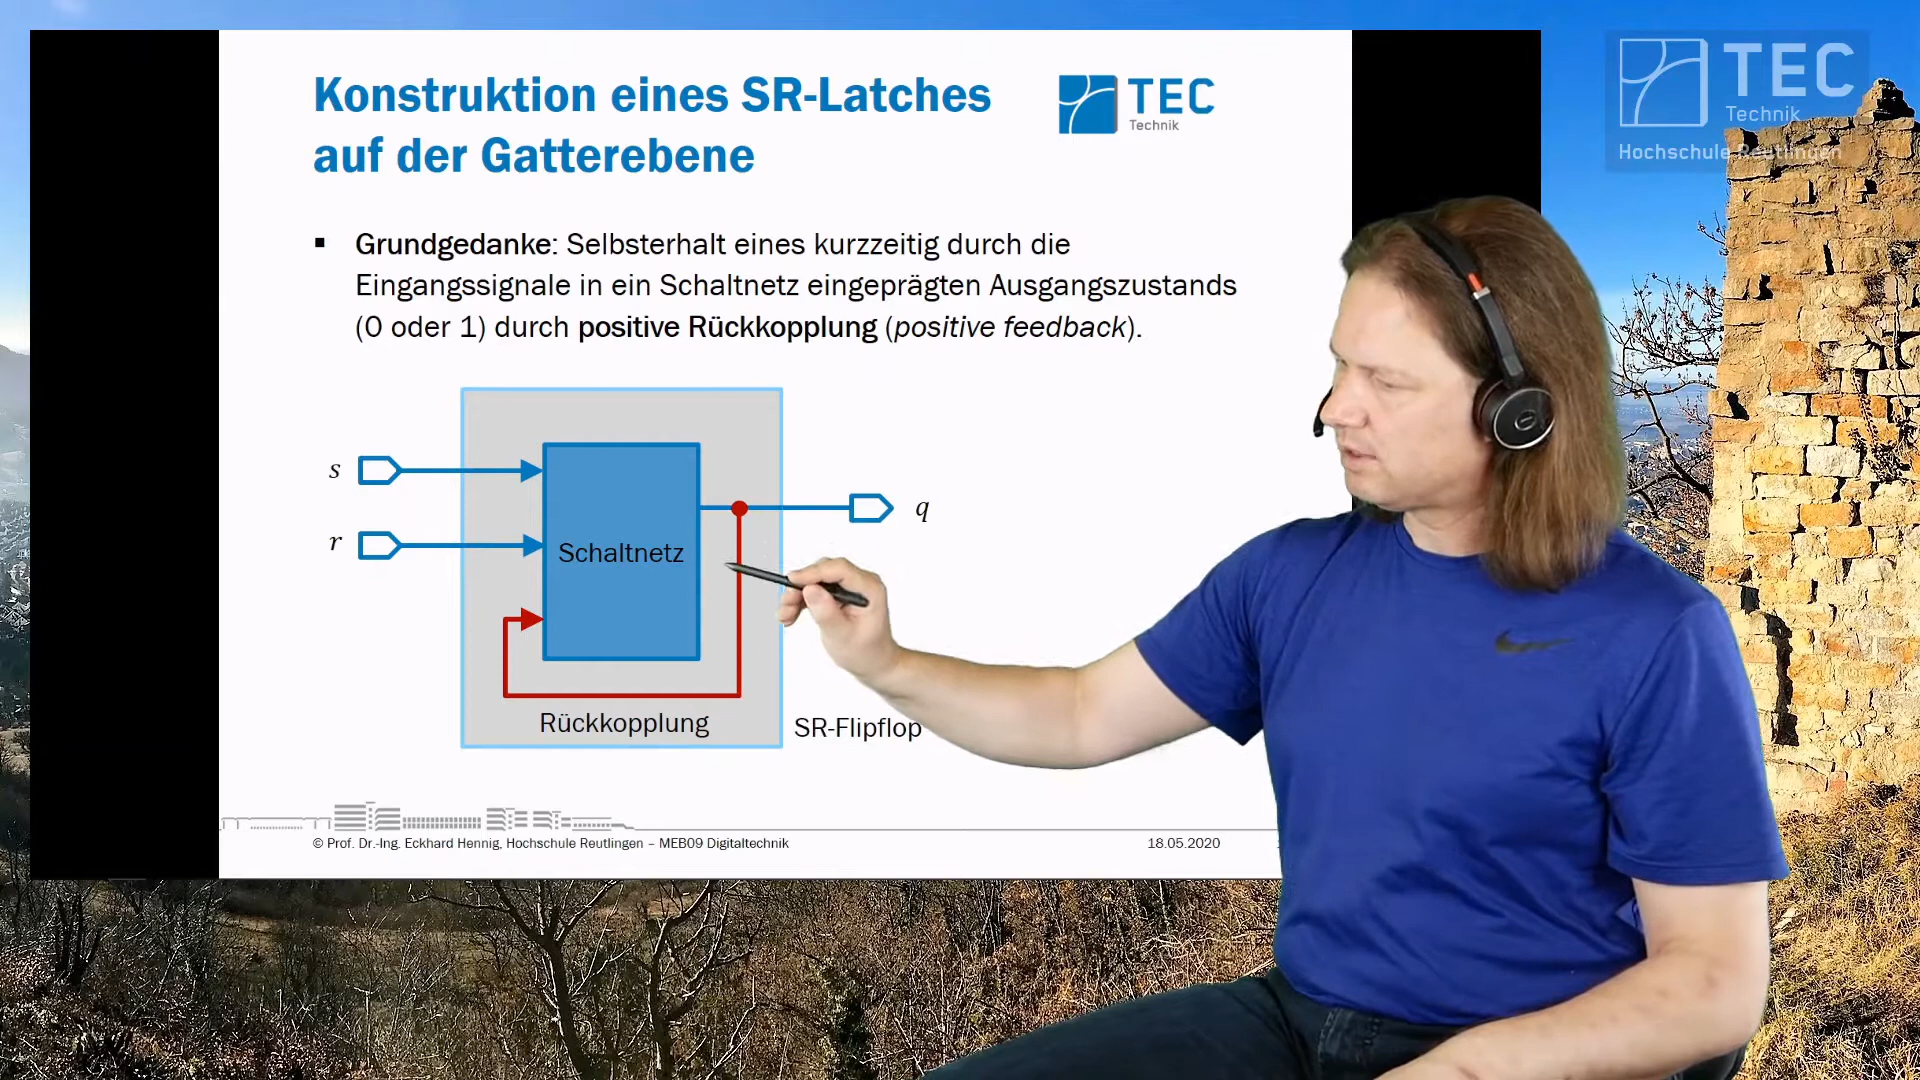 Konstruktion eines SR-Latches
auf der Gatterebene
TEC
Technik
TEC
Technik
Hochschule Reutlingen
▪ Grundgedanke: Selbsterhalt eines kurzzeitig durch die
Eingangssignale in ein Schaltnetz eingeprägten Ausgangszustands
(0 oder 1) durch positive Rückkopplung (positive feedback).
s
r
Schaltnetz
q
Rückkopplung
SR-Flipflop
© Prof. Dr.-Ing. Eckhard Hennig, Hochschule Reutlingen – MEB09 Digitaltechnik
18.05.2020